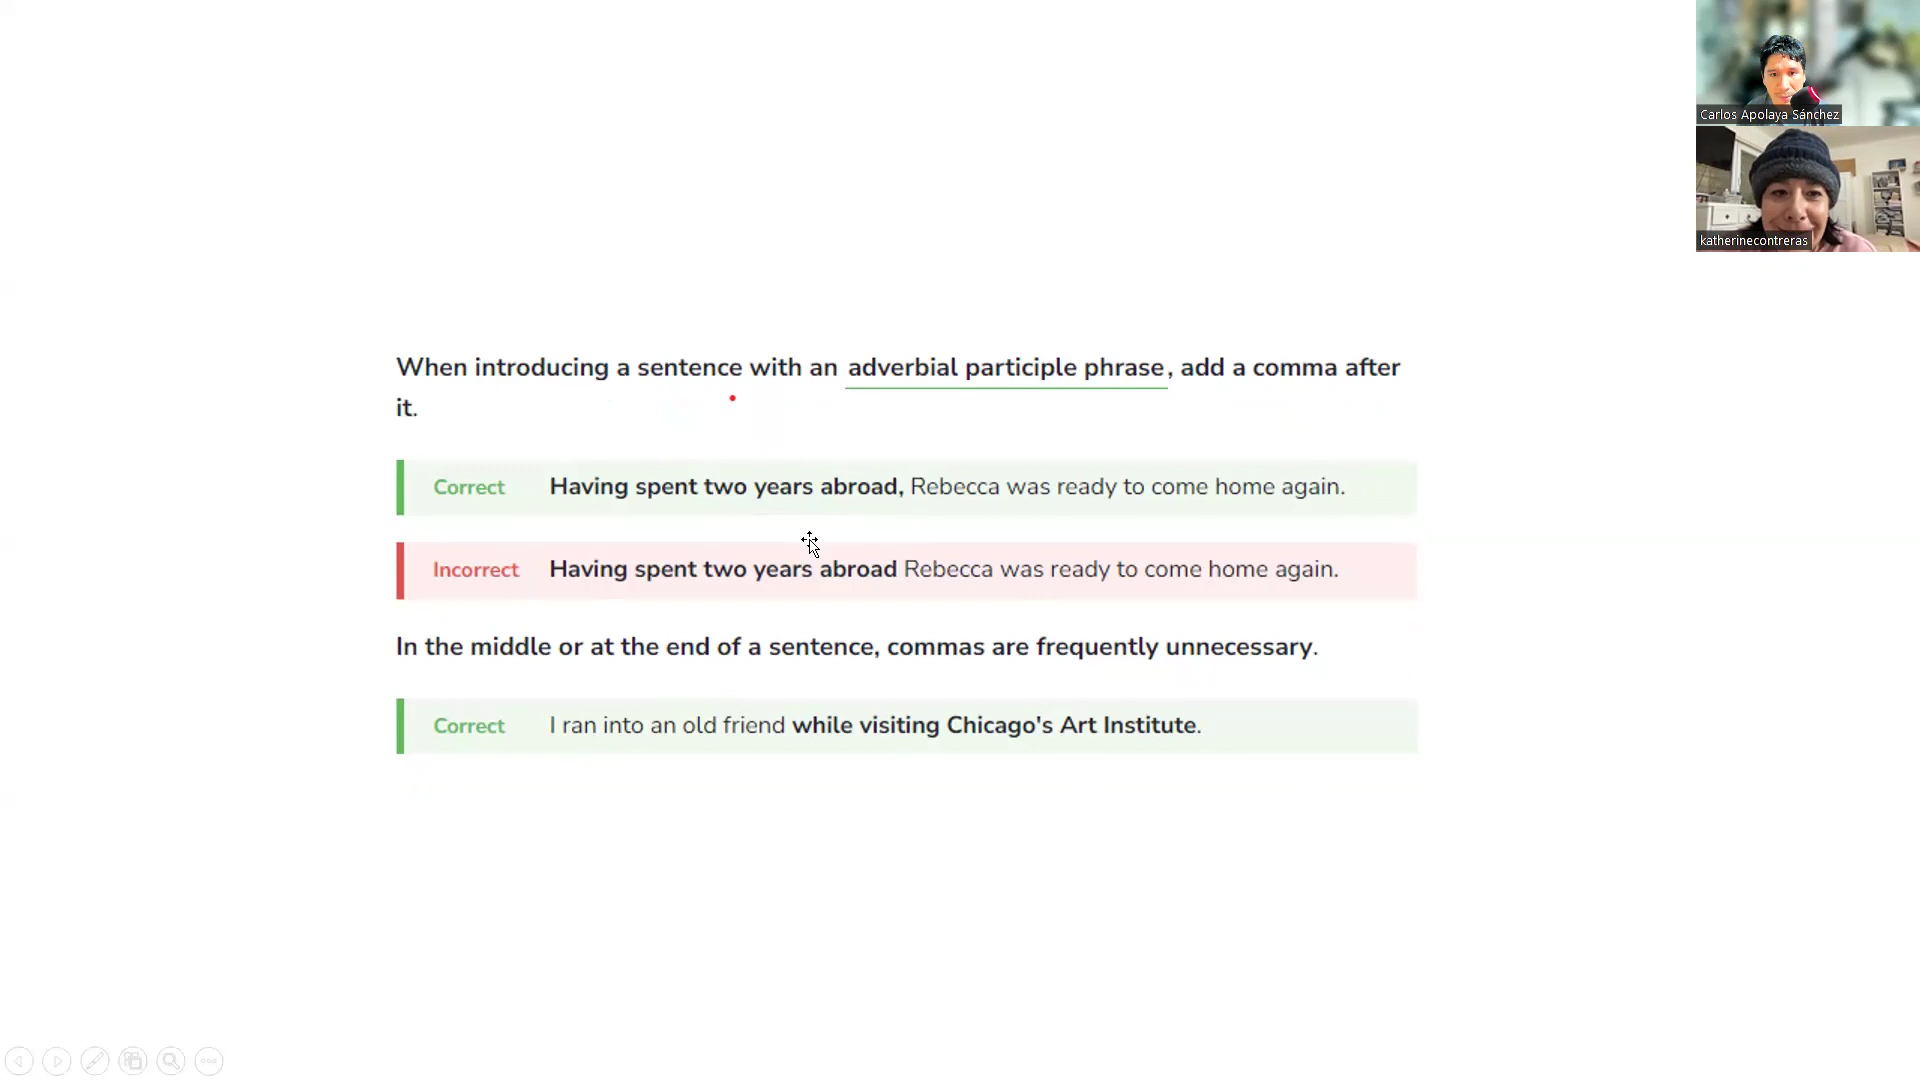 Carlos Apolaya Sánchez
katherinecontreras
When introducing a sentence with an adverbial participle phrase, add a comma after
it.
Correct Having spent two years abroad, Rebecca was ready to come home again.
Incorrect Having spent two years abroad Rebecca was ready to come home again.
In the middle or at the end of a sentence, commas are frequently unnecessary.
Correct I ran into an old friend while visiting Chicago's Art Institute.